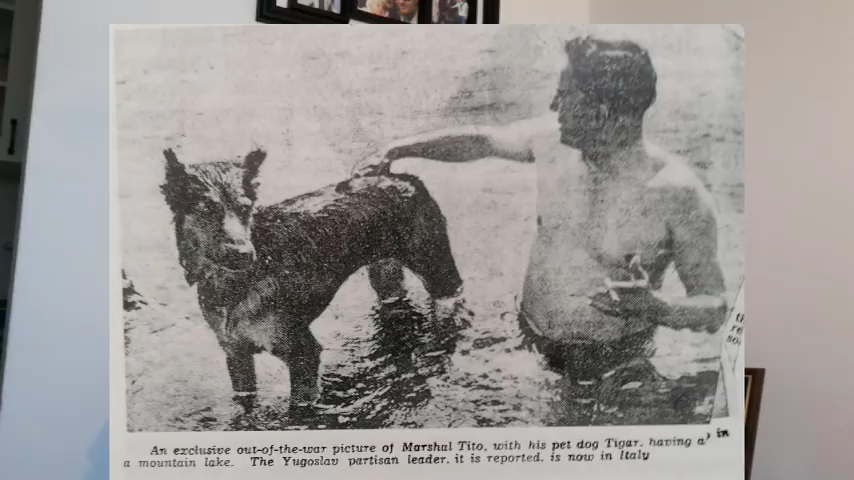 An exclusive out-of-the-war picture of Marshal Tito, with his pet dog Tigar, having a' in
a mountain lake. The Yugoslav partisan leader, it is reported, is now in Italy